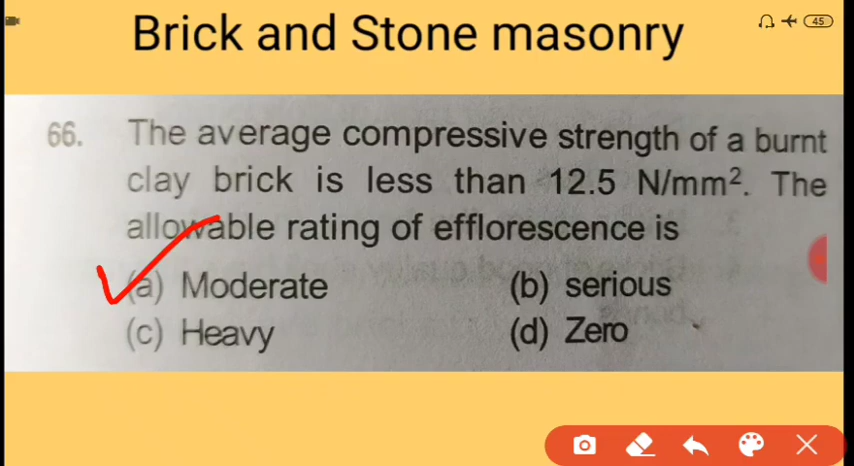 Brick and Stone masonry
45
66. The average compressive strength of a burnt
clay brick is less than 12.5 N/mm². The
allowable rating of efflorescence is
(a) Moderate (b) serious
(c) Heavy (d) Zero